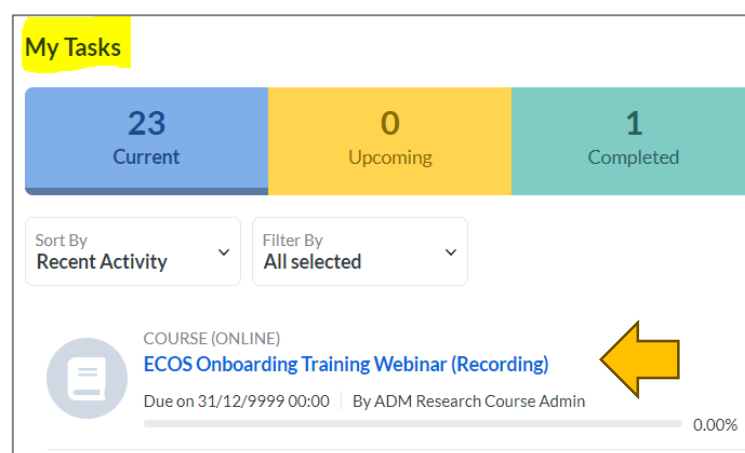 My Tasks
23 0 1
Current Upcoming Completed
Sort By Filter By
Recent Activity All selected
COURSE (ONLINE)
ECOS Onboarding Training Webinar (Recording)
Due on 31/12/9999 00:00 By ADM Research Course Admin
0.00%